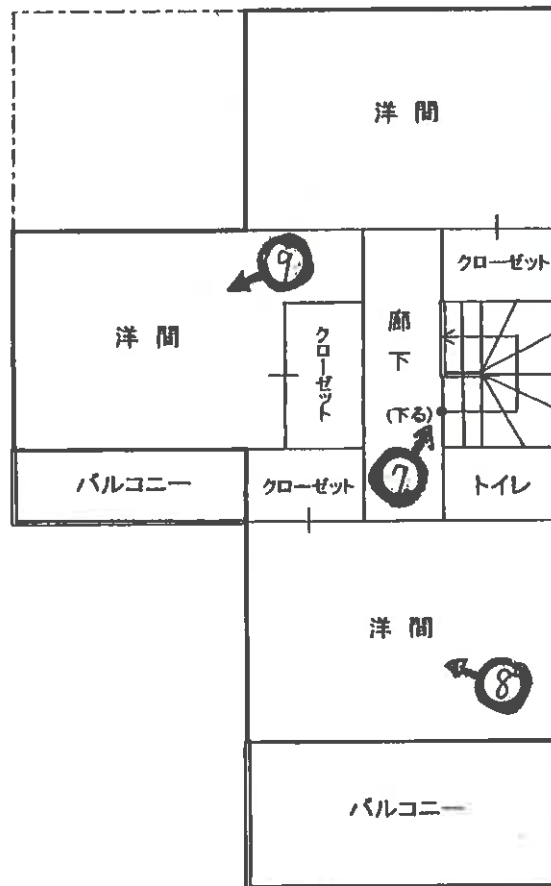 洋間
クローゼット
⑨
洋間
クローゼット
廊下
(下る)
⑦
バルコニー
クローゼット
トイレ
洋間
⑧
バルコニー